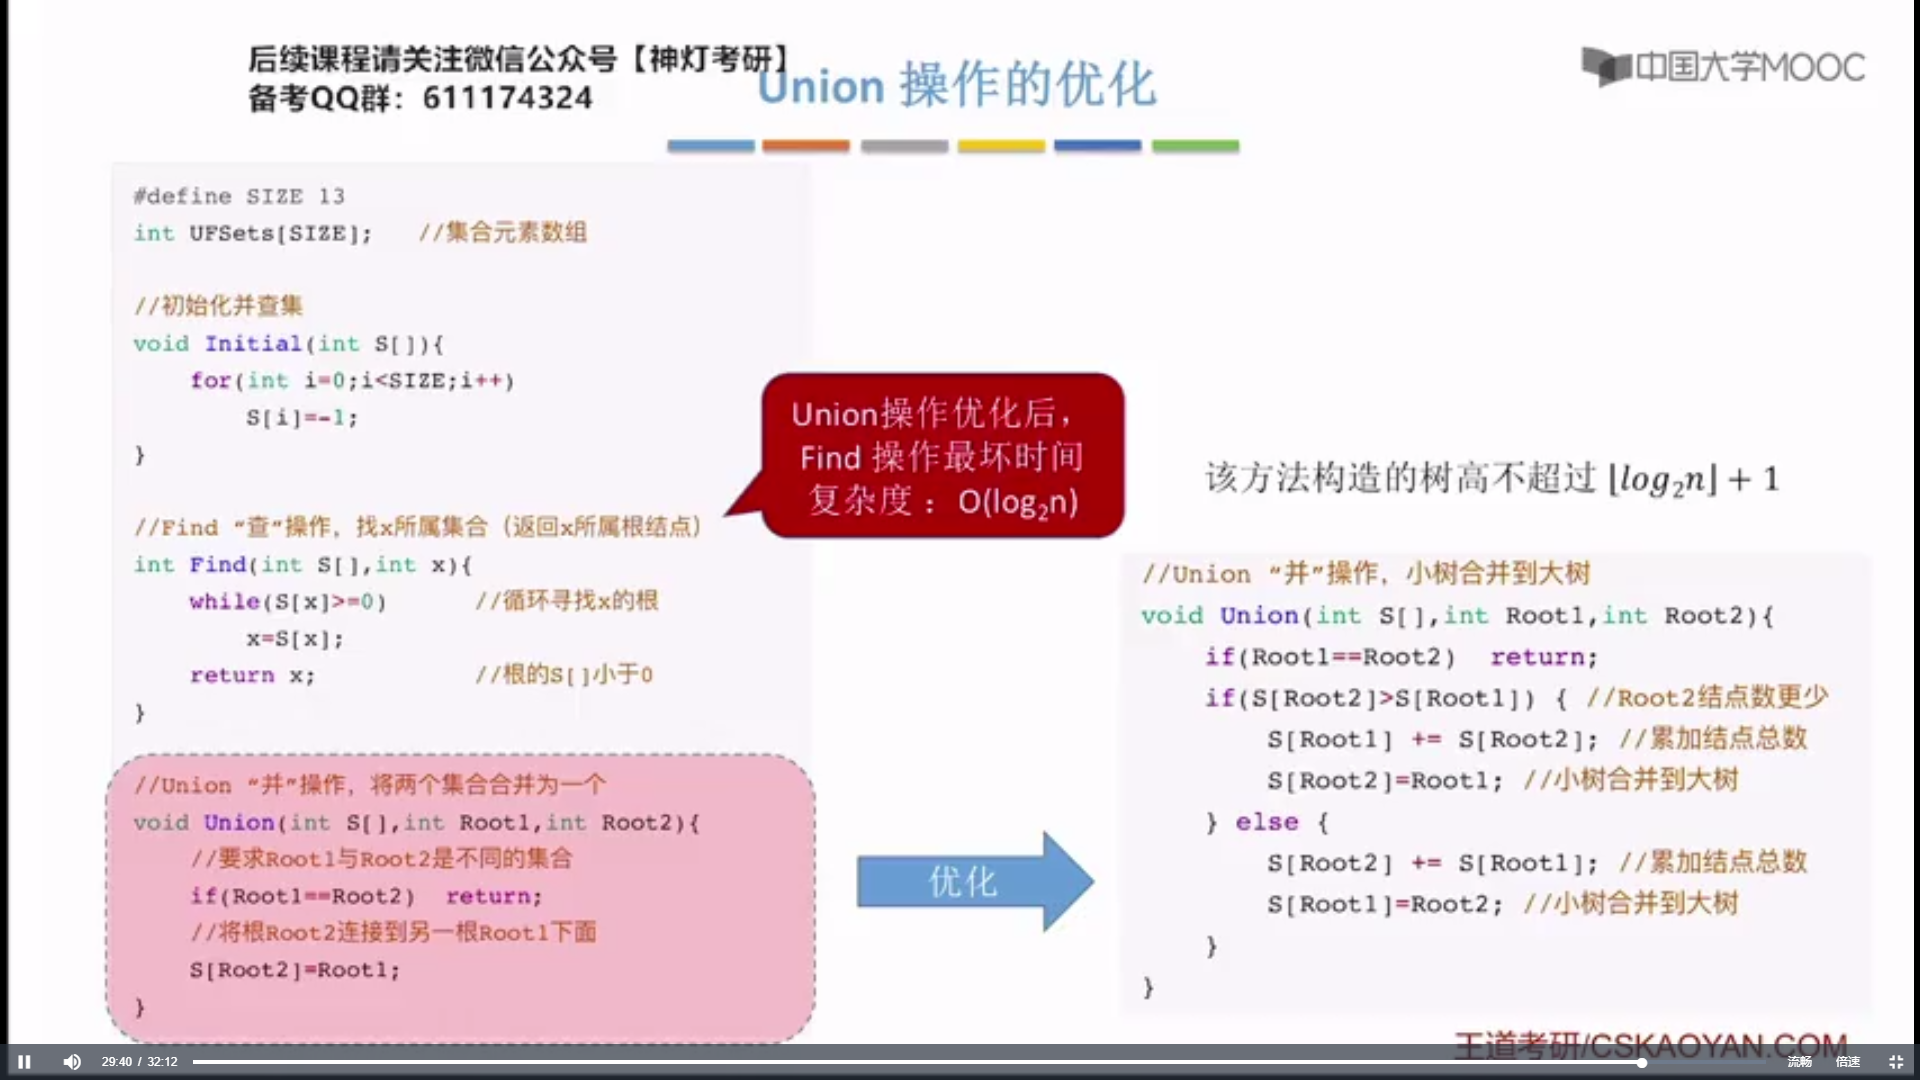 后续课程请关注微信公众号【神灯考研】
备考QQ群：611174324
Union 操作的优化
中国大学MOOC
#define SIZE 13
int UFSets[SIZE];   //集合元素数组
//初始化并查集
void Initial(int S[]){
    for(int i=0;i<SIZE;i++)
        S[i]=-1;
}
//Find “查”操作，找x所属集合（返回x所属根结点）
int Find(int S[],int x){
    while(S[x]>=0)      //循环寻找x的根
        x=S[x];
    return x;           //根的S[]小于0
}
//Union “并”操作，将两个集合合并为一个
void Union(int S[],int Root1,int Root2){
    //要求Root1与Root2是不同的集合
    if(Root1==Root2)  return;
    //将根Root2连接到另一根Root1下面
    S[Root2]=Root1;
}
Union操作优化后，
Find 操作最坏时间
复杂度：O(log₂n)
优化
该方法构造的树高不超过 ⌊log₂n⌋ + 1
//Union “并”操作，小树合并到大树
void Union(int S[],int Root1,int Root2){
    if(Root1==Root2)  return;
    if(S[Root2]>S[Root1]) { //Root2结点数更少
        S[Root1] += S[Root2]; //累加结点总数
        S[Root2]=Root1; //小树合并到大树
    } else {
        S[Root2] += S[Root1]; //累加结点总数
        S[Root1]=Root2; //小树合并到大树
    }
}
王道考研/CSKAOYAN.COM
29:40 / 32:12
流畅
倍速